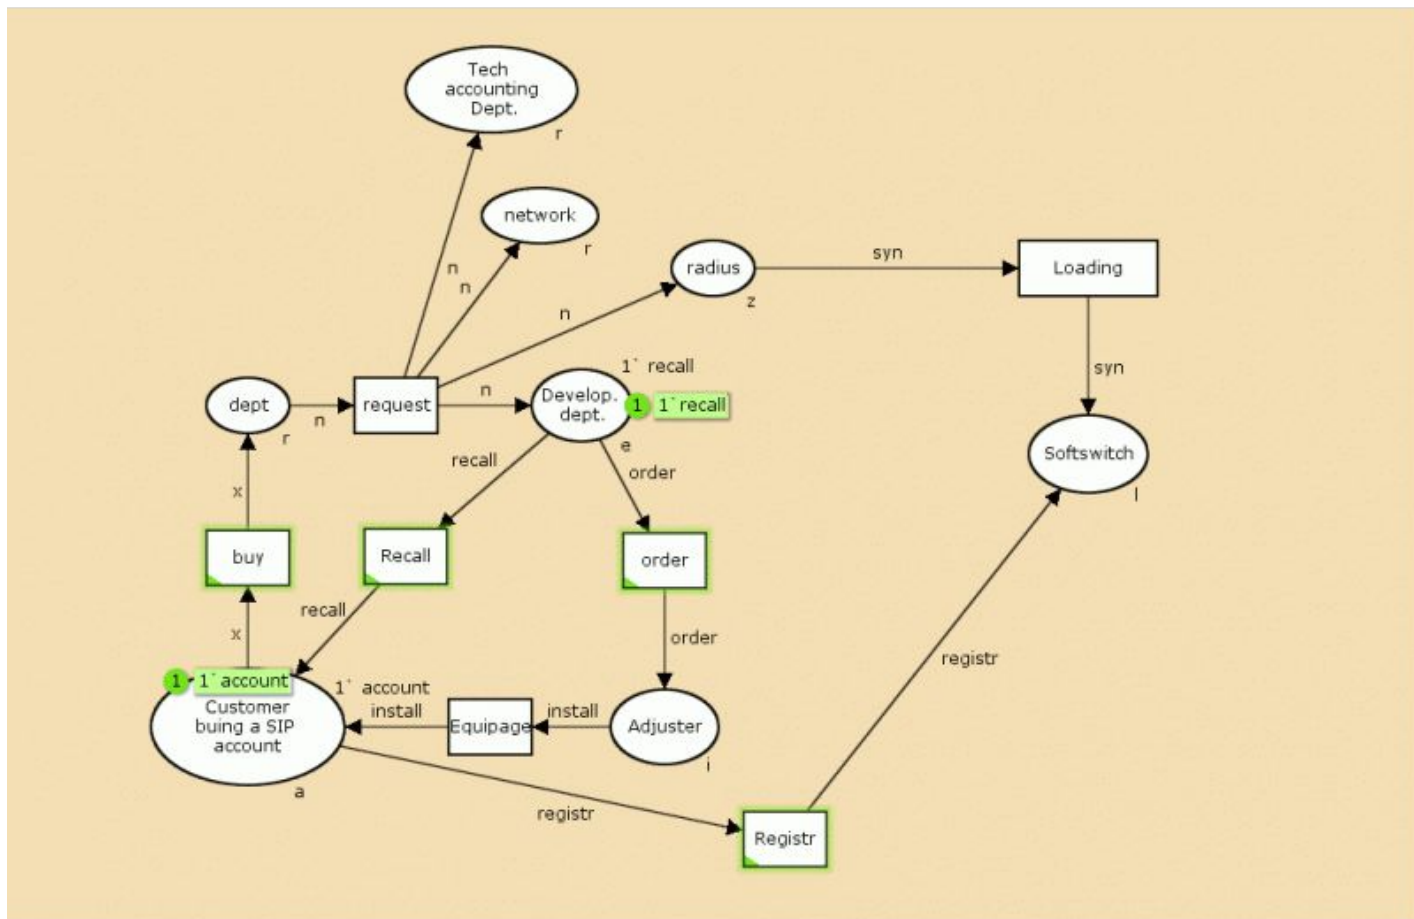 Tech
accounting
Dept.
r
network
r
n
n
radius
z
syn
Loading
n
syn
1` recall
dept
r
n
request
n
Develop.
dept.
1
1`recall
e
recall
order
Softswitch
l
x
buy
Recall
order
x
recall
order
registr
1
1`account
1` account
Customer
buing a SIP
account
a
install
Equipage
install
Adjuster
i
registr
Registr